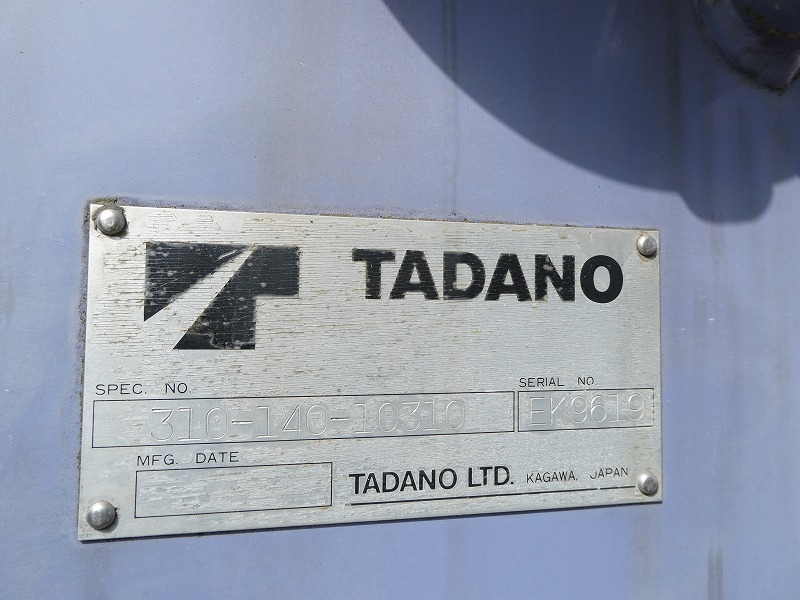 TADANO
SPEC. NO.
SERIAL NO.
310-140-10310
EK9619
MFG. DATE
TADANO LTD. KAGAWA, JAPAN